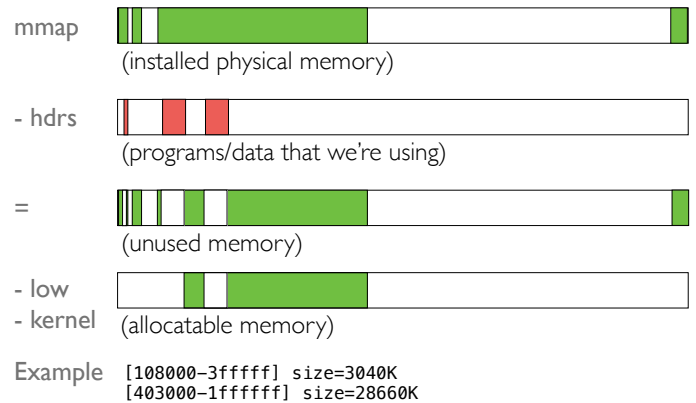 mmap
(installed physical memory)
- hdrs
(programs/data that we're using)
=
(unused memory)
- low
- kernel
(allocatable memory)
Example
[108000-3fffff] size=3040K
[403000-1ffffff] size=28660K